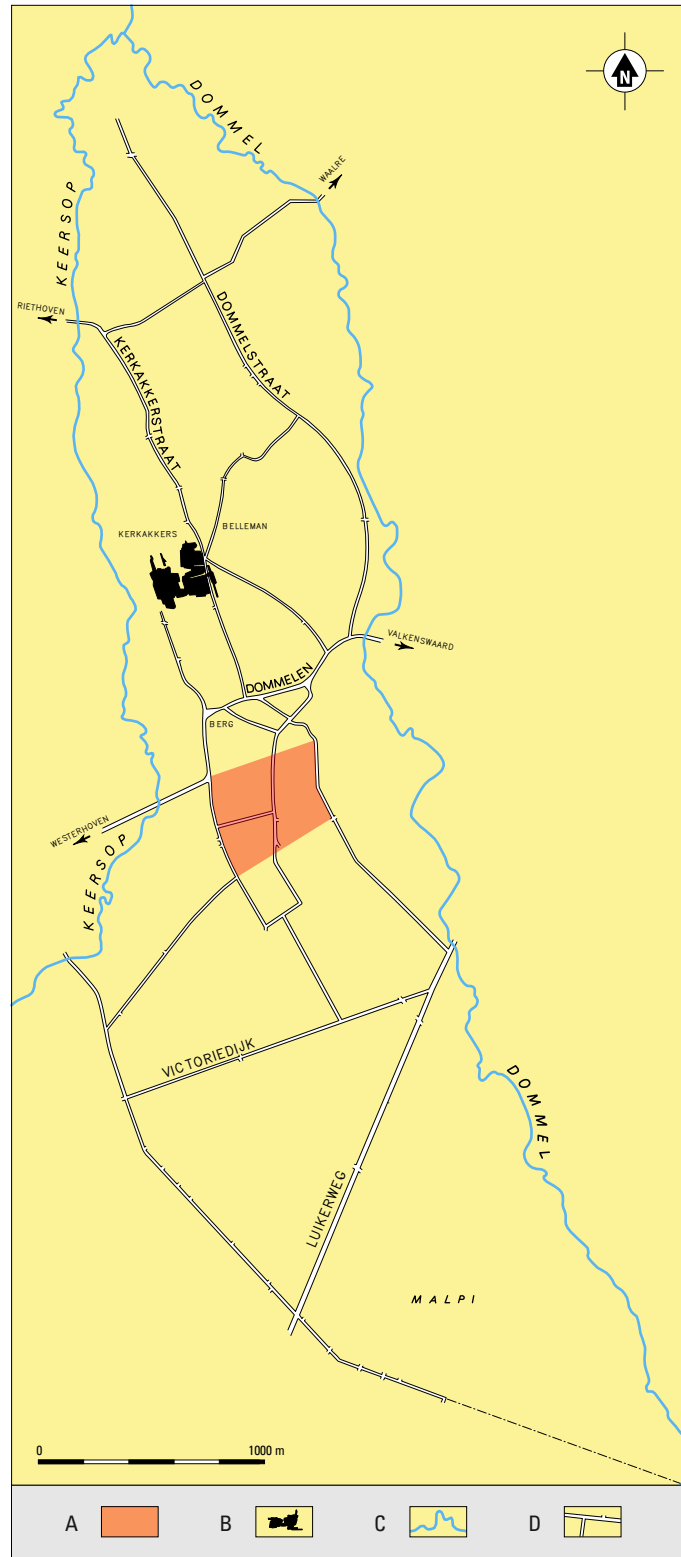 N
DOMMEL
WAALRE
KEERSOP
RIETHOVEN
DOMMELSTRAAT
KERKAKKERSTRAAT
BELLEMAN
KERKAKKERS
VALKENSWAARD
DOMMELEN
BERG
WESTERHOVEN
KEERSOP
VICTORIEDIJK
DOMMEL
LUIKERWEG
MALPI
0 1000 m
A B C D